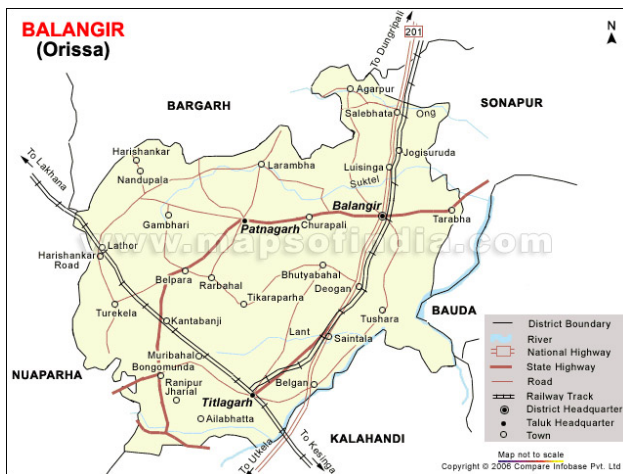 BALANGIR
(Orissa)
201
N
To Dungripali
Agarpur
BARGARH
SONAPUR
Salebhata
Ong
Harishankar
Jogisuruda
To Lakhana
Larambha
Luisinga
Nandupala
Suktel
Balangir
Gambhari
Patnagarh
Churapali
Tarabha
www.mapsofindia.com
Lathor
Harishankar
Road
Belpara
Rarbahal
Bhutyabahal
Deogan
Turekela
Tikaraparha
Tushara
BAUDA
Kantabanji
Lant
Saintala
Muribahal
Bongomunda
NUAPARHA
Ranipur
Jharial
Belgan
Titlagarh
Ailabhatta
KALAHANDI
To Utkela
To Kesinga
District Boundary
River
National Highway
State Highway
Road
Railway Track
District Headquarter
Taluk Headquarter
Town
Map not to scale
Copyright © 2006 Compare Infobase Pvt. Ltd